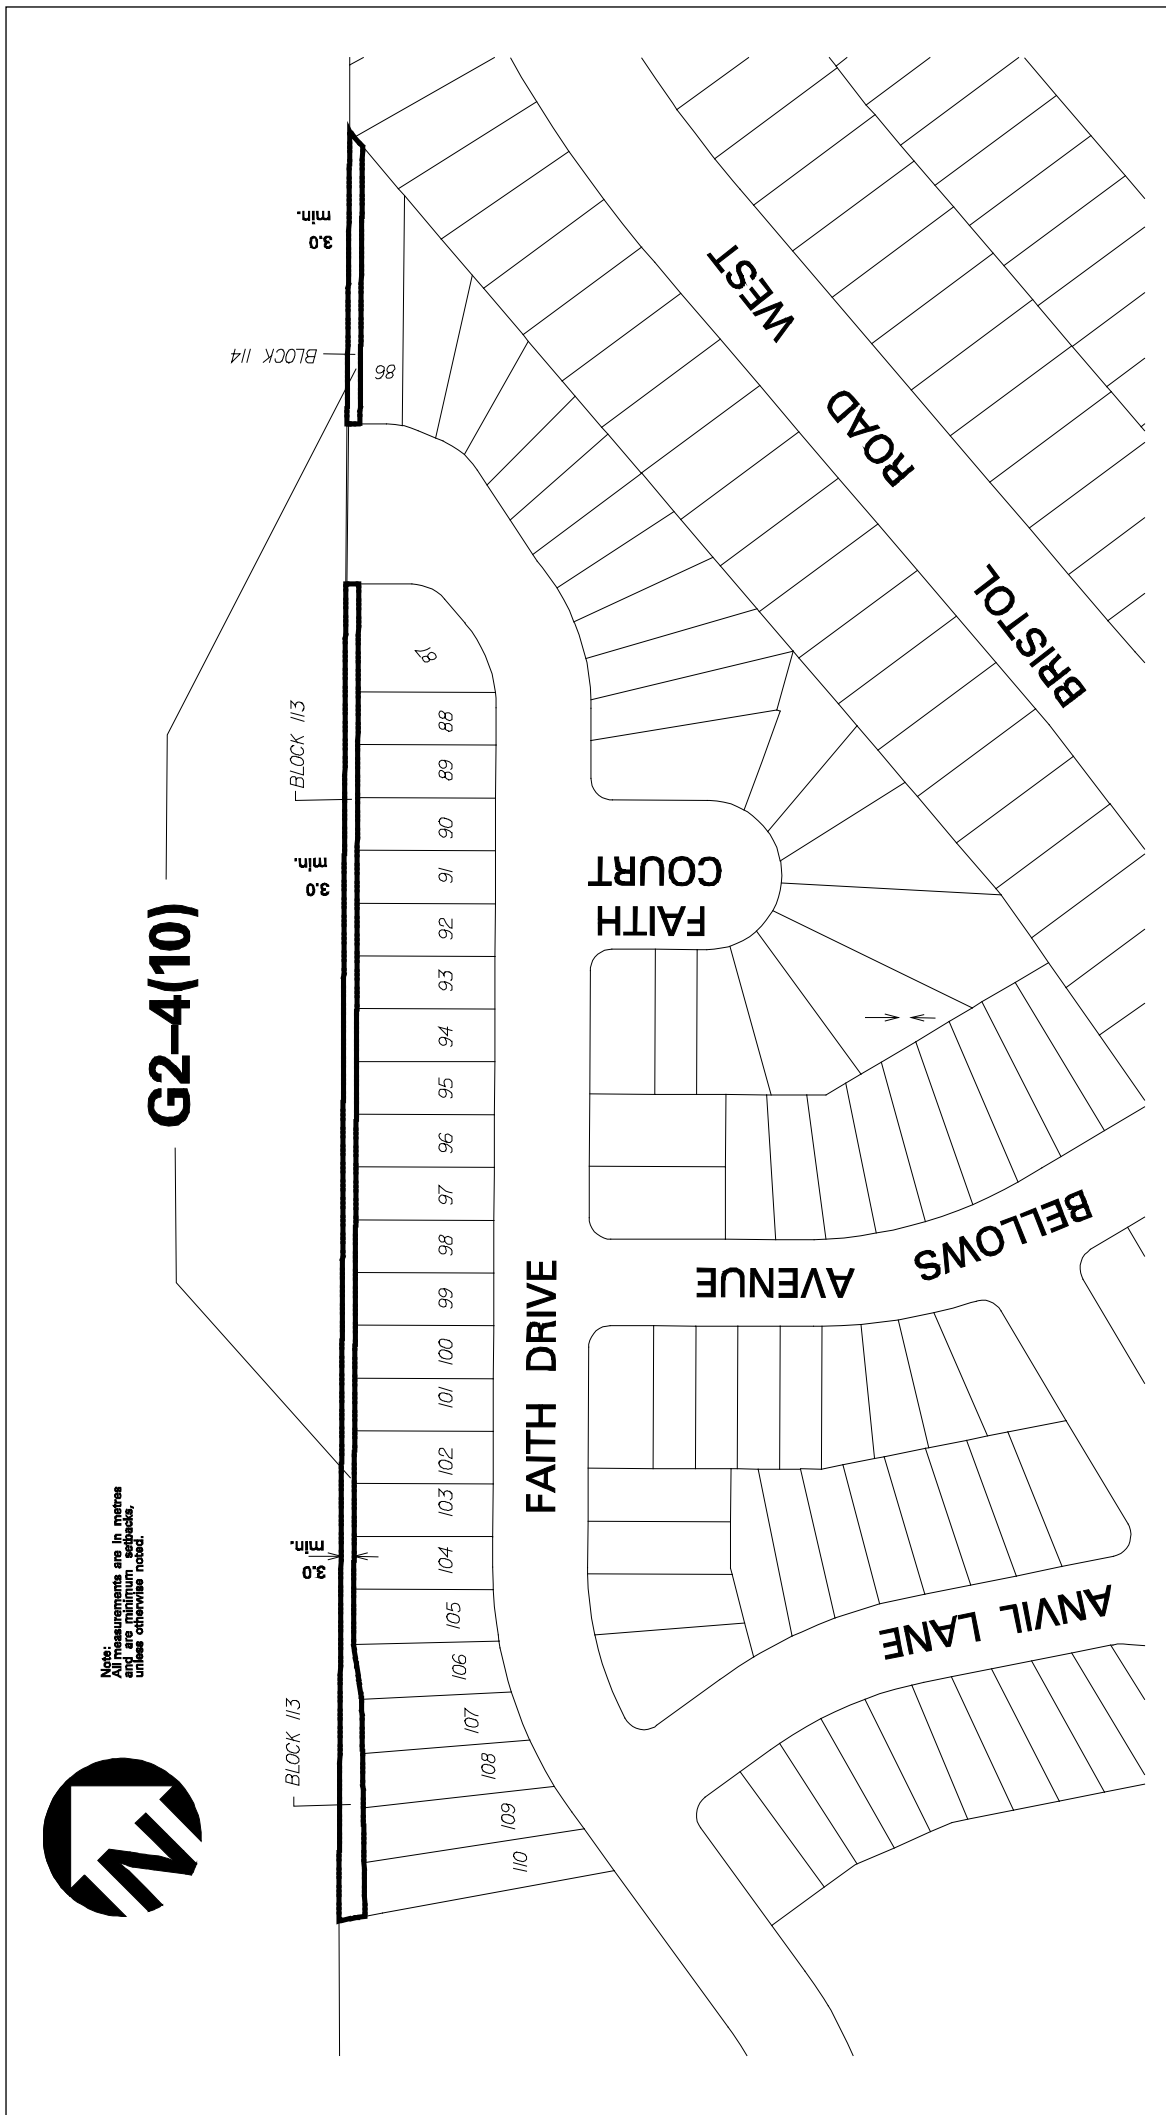 Note:
All measurements are in metres
and are minimum setbacks,
unless otherwise noted.
N
G2–4(10)
BLOCK 114
3.0
min.
BLOCK 113
3.0
min.
3.0
min.
BLOCK 113
86
87
88
89
90
91
92
93
94
95
96
97
98
99
100
101
102
103
104
105
106
107
108
109
110
FAITH DRIVE
FAITH
COURT
BRISTOL ROAD WEST
BELLOWS AVENUE
ANVIL LANE